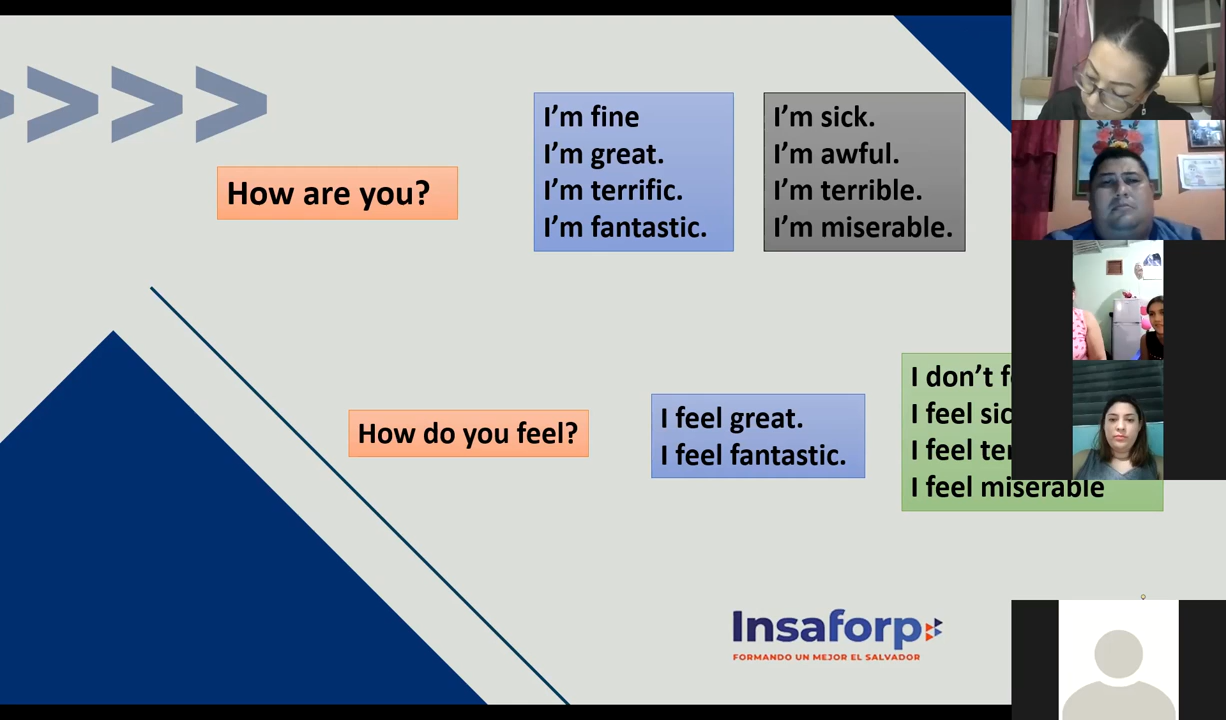 How are you?
I'm fine
I'm great.
I'm terrific.
I'm fantastic.
I'm sick.
I'm awful.
I'm terrible.
I'm miserable.
How do you feel?
I feel great.
I feel fantastic.
I don't
I feel
I feel
I feel miserable
Insaforp
FORMANDO UN MEJOR EL SALVADOR